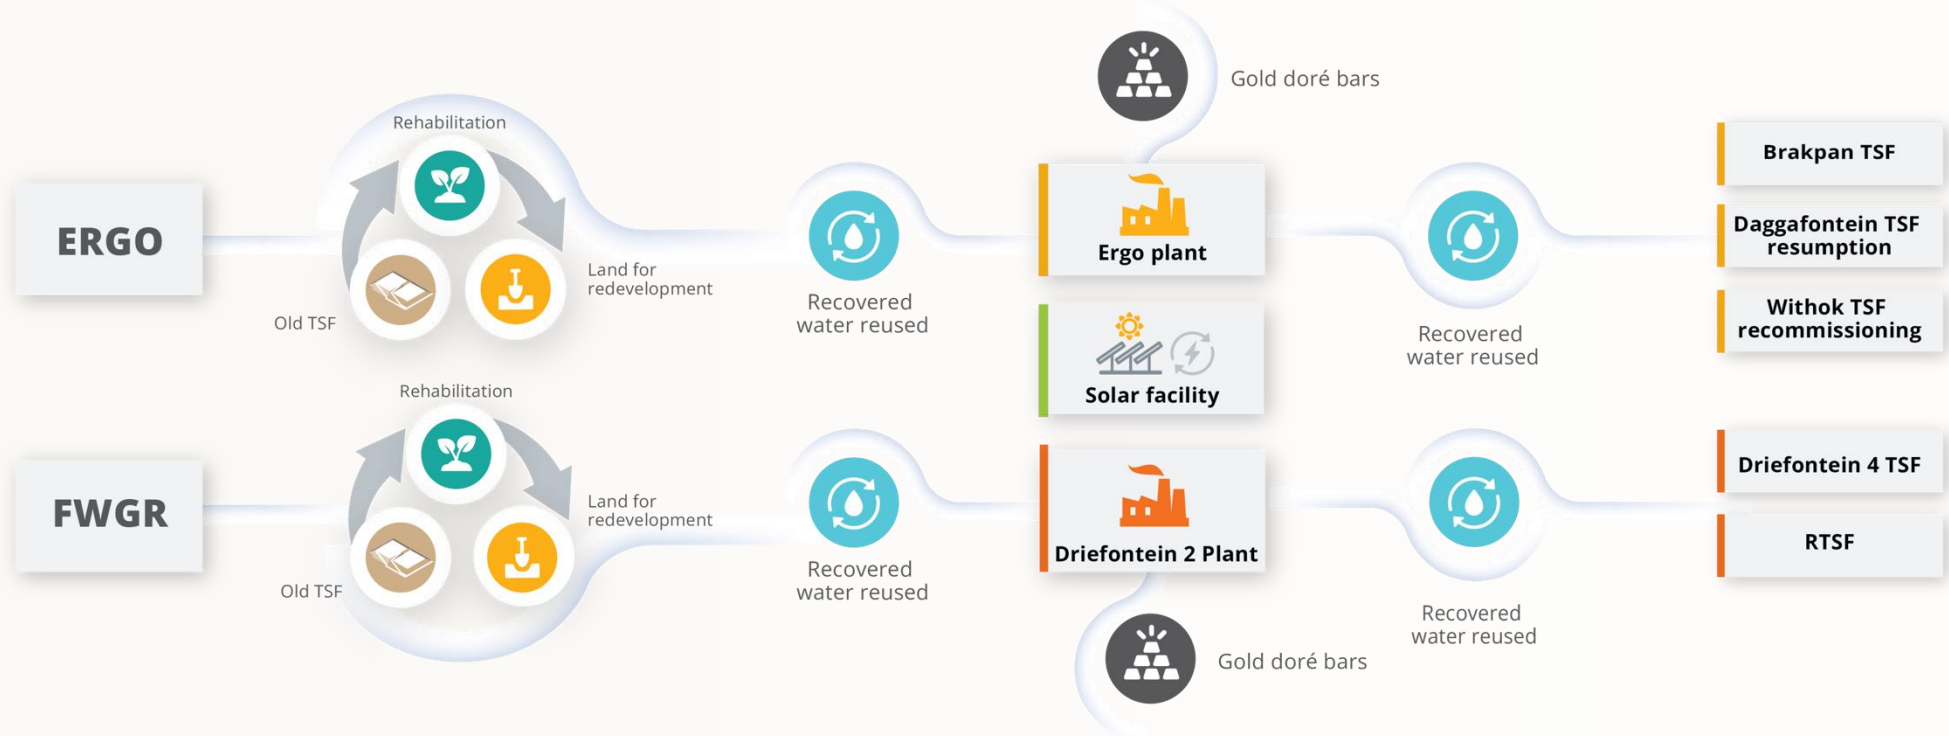 ERGO
Rehabilitation
Old TSF
Land for
redevelopment
Recovered
water reused
Gold doré bars
Ergo plant
Solar facility
Recovered
water reused
Brakpan TSF
Daggafontein TSF
resumption
Withok TSF
recommissioning
FWGR
Rehabilitation
Old TSF
Land for
redevelopment
Recovered
water reused
Driefontein 2 Plant
Gold doré bars
Recovered
water reused
Driefontein 4 TSF
RTSF